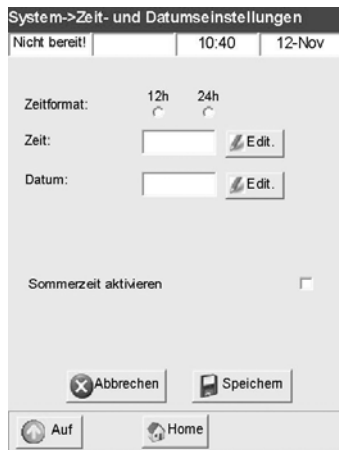 System->Zeit- und Datumseinstellungen
Nicht bereit! 10:40 12-Nov
12h 24h
Zeitformat:
Zeit: Edit.
Datum: Edit.
Sommerzeit aktivieren
Abbrechen Speichern
Auf Home